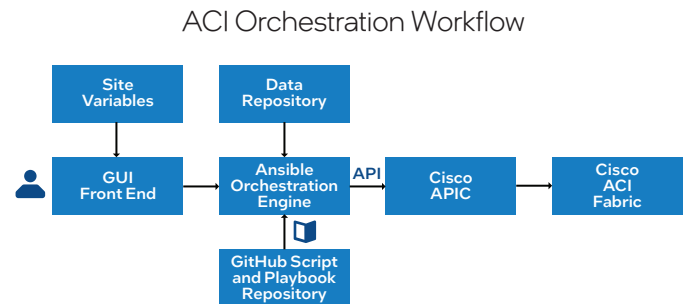 ACI Orchestration Workflow
Site
Variables
Data
Repository
GUI
Front End
Ansible
Orchestration
Engine
API
Cisco
APIC
Cisco
ACI
Fabric
GitHub Script
and Playbook
Repository